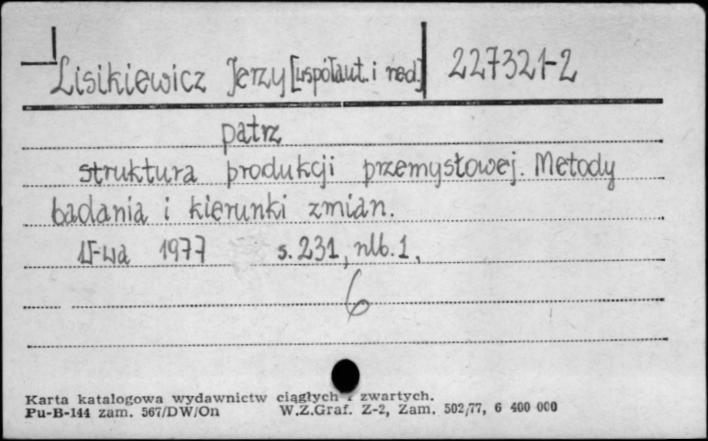 Lisikiewicz Jerzy [współaut. i red.] 227321-2
patrz
struktura produkcji przemysłowej. Metody
badania i kierunki zmian.
W-wa 1977 s. 231, nlb. 1.
6
Karta katalogowa wydawnictw ciągłych i zwartych.
Pu-B-144 zam. 567/DW/On W.Z.Graf. Z-2, Zam. 502/77, 6 400 000